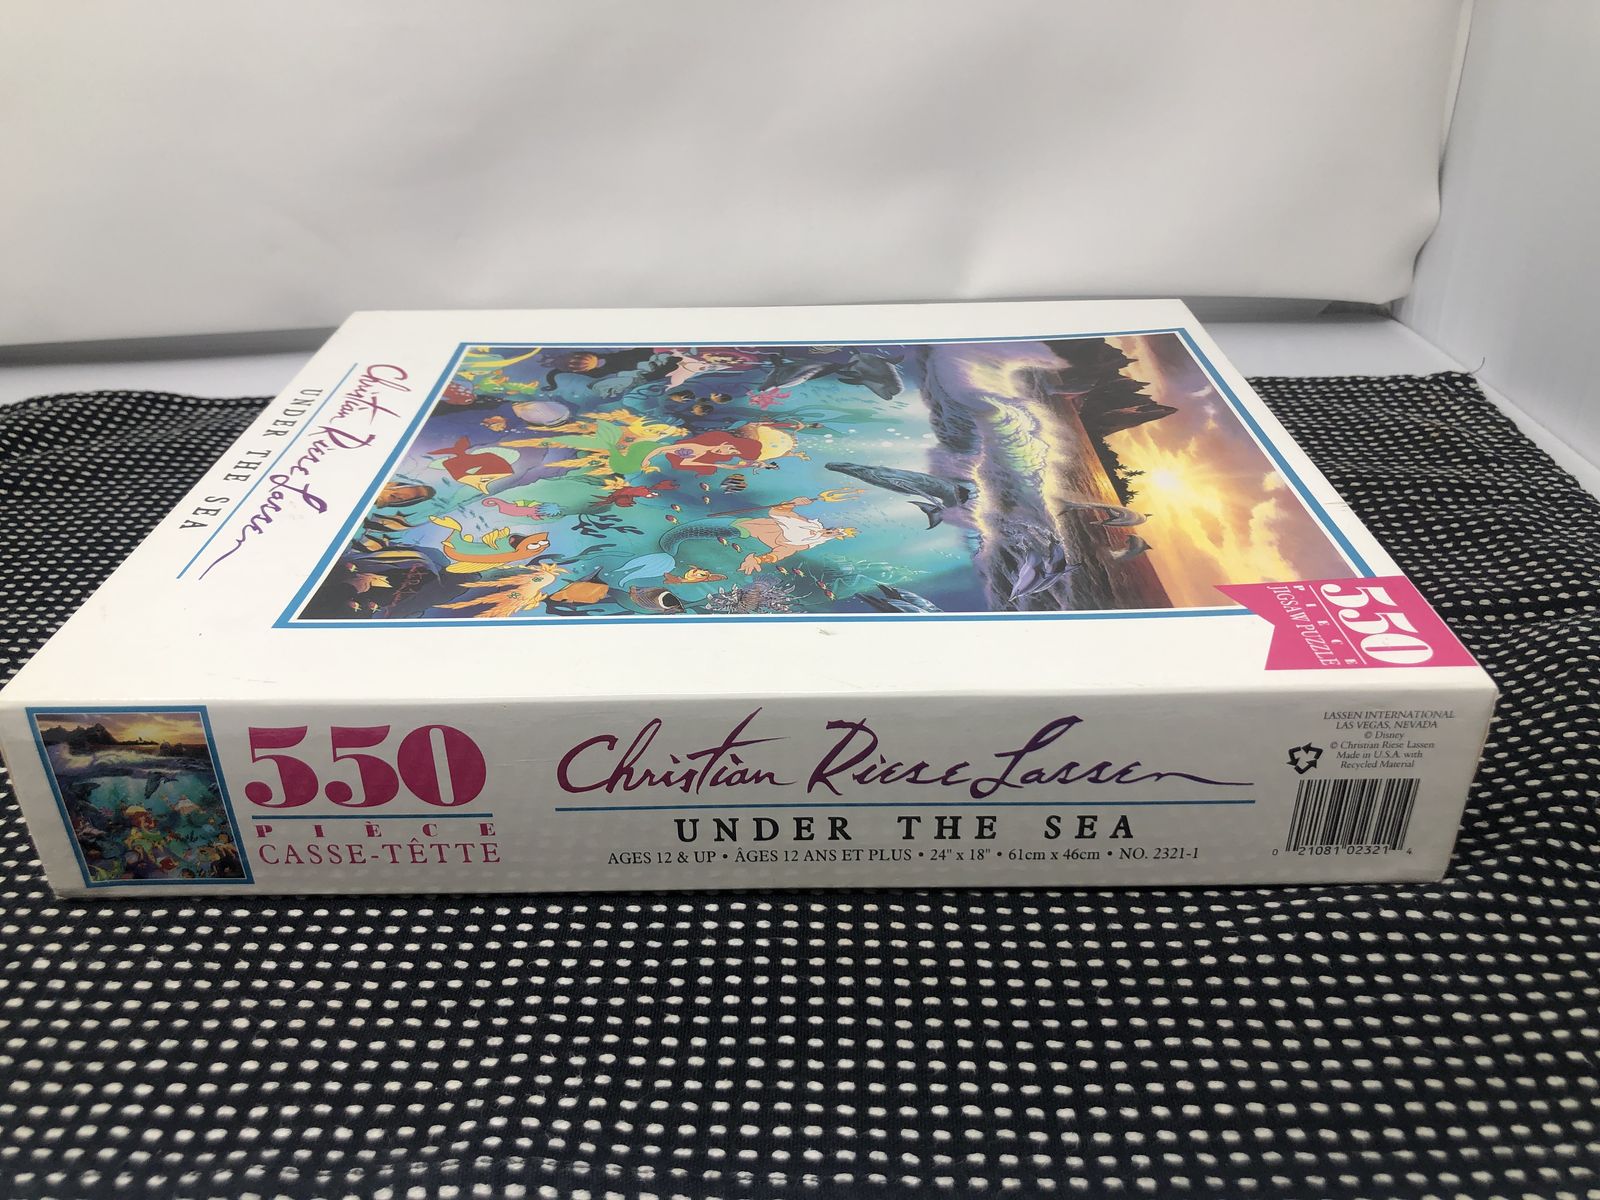 Christian Riese Lassen
UNDER THE SEA
550
PIECE
JIGSAW PUZZLE
550
PIÈCE
CASSE-TÊTTE
Christian Riese Lassen
UNDER THE SEA
AGES 12 & UP • ÂGES 12 ANS ET PLUS • 24" x 18" • 61cm x 46cm • NO. 2321-1
LASSEN INTERNATIONAL
LAS VEGAS, NEVADA
© Disney
© Christian Riese Lassen
Made in U.S.A. with
Recycled Material
0 21081 02321 4